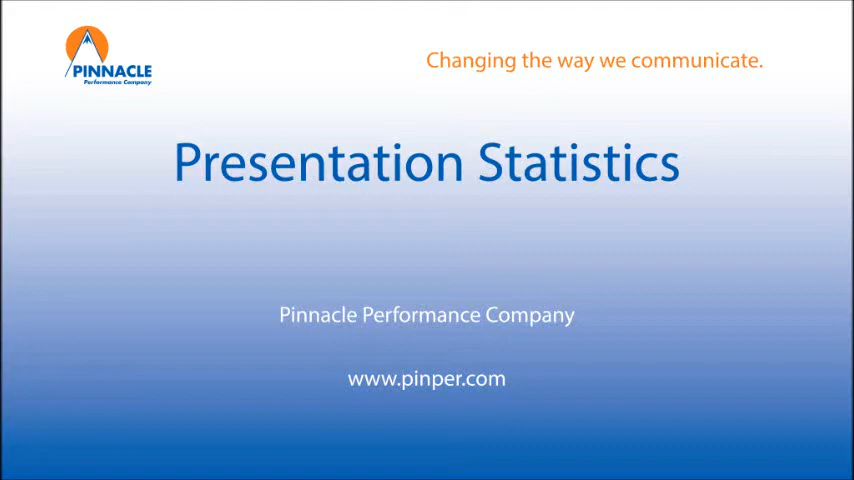 PINNACLE
Performance Company
Changing the way we communicate.
Presentation Statistics
Pinnacle Performance Company
www.pinper.com